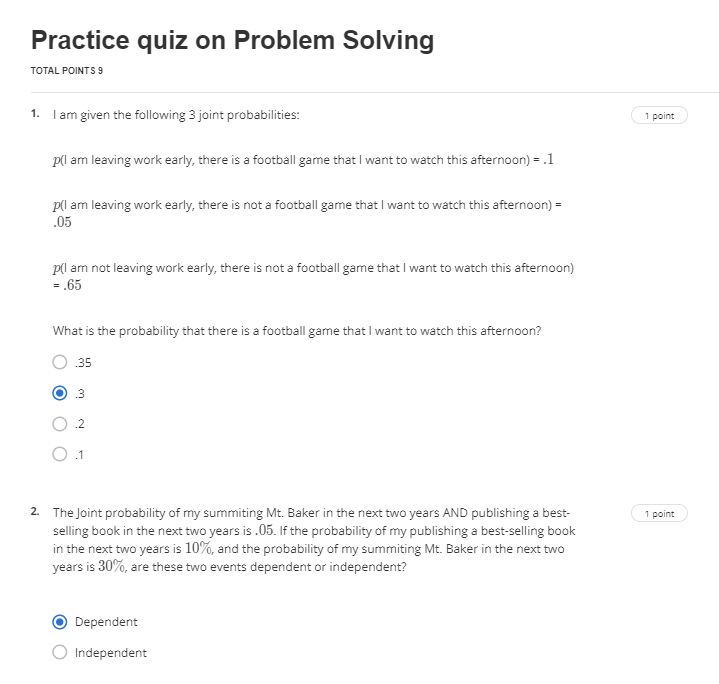 Practice quiz on Problem Solving
TOTAL POINTS 9
1. I am given the following 3 joint probabilities:
1 point
p(I am leaving work early, there is a football game that I want to watch this afternoon) = .1
p(I am leaving work early, there is not a football game that I want to watch this afternoon) =
.05
p(I am not leaving work early, there is not a football game that I want to watch this afternoon)
= .65
What is the probability that there is a football game that I want to watch this afternoon?
.35
.3
.2
.1
2. The Joint probability of my summiting Mt. Baker in the next two years AND publishing a best-
1 point
selling book in the next two years is .05. If the probability of my publishing a best-selling book
in the next two years is 10%, and the probability of my summiting Mt. Baker in the next two
years is 30%, are these two events dependent or independent?
Dependent
Independent